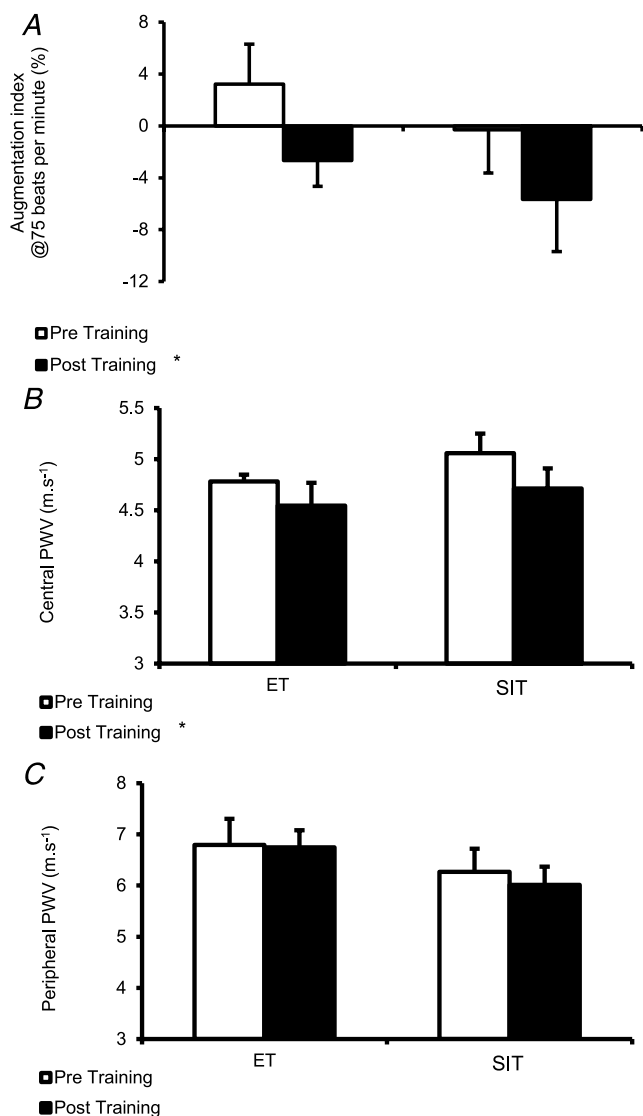 A
Augmentation index
@75 beats per minute (%)
8
4
0
-4
-8
-12
Pre Training
Post Training *
B
Central PWV (m.s-1)
5.5
5
4.5
4
3.5
3
ET SIT
Pre Training
Post Training *
C
Peripheral PWV (m.s-1)
8
7
6
5
4
3
ET SIT
Pre Training
Post Training